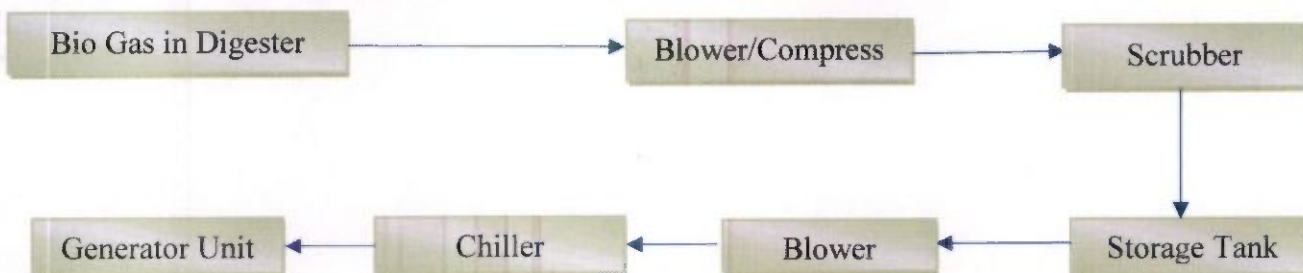 Bio Gas in Digester
Blower/Compress
Scrubber
Storage Tank
Blower
Chiller
Generator Unit